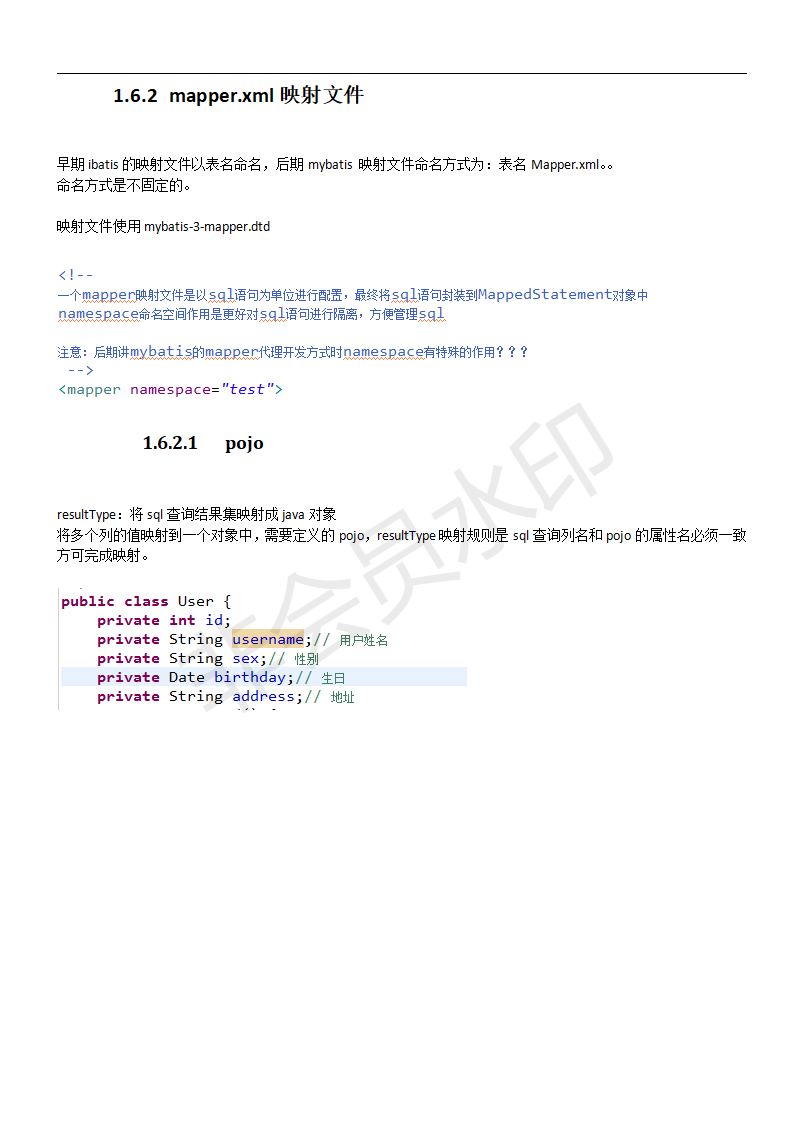 1.6.2 mapper.xml 映射文件
早期 ibatis 的映射文件以表名命名，后期 mybatis 映射文件命名方式为：表名 Mapper.xml。。
命名方式是不固定的。
映射文件使用 mybatis-3-mapper.dtd
<!--
一个mapper映射文件是以sql语句为单位进行配置，最终将sql语句封装到MappedStatement对象中
namespace命名空间作用是更好对sql语句进行隔离，方便管理sql
注意：后期讲mybatis的mapper代理开发方式时namespace有特殊的作用？？？
-->
<mapper namespace="test">
1.6.2.1 pojo
resultType：将 sql 查询结果集映射成 java 对象
将多个列的值映射到一个对象中，需要定义的 pojo，resultType 映射规则是 sql 查询列名和 pojo 的属性名必须一致
方可完成映射。
public class User {
private int id;
private String username;// 用户姓名
private String sex;// 性别
private Date birthday;// 生日
private String address;// 地址
非会员水印